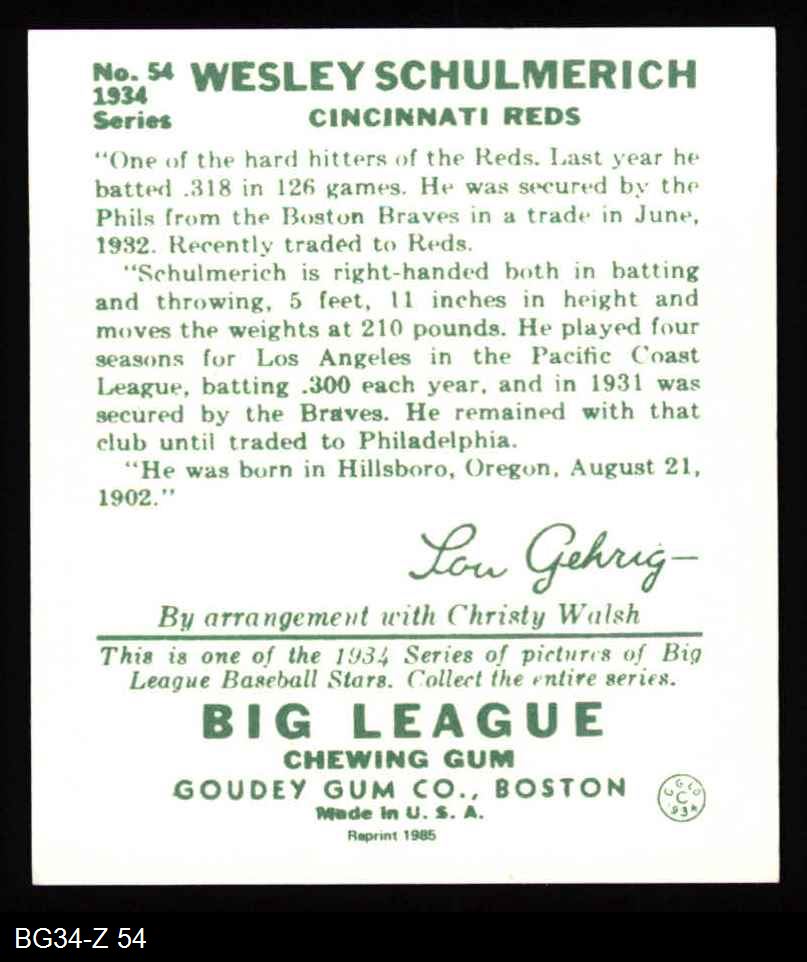 No. 54 WESLEY SCHULMERICH
1934
Series
CINCINNATI REDS
"One of the hard hitters of the Reds. Last year he
batted .318 in 126 games. He was secured by the
Phils from the Boston Braves in a trade in June,
1932. Recently traded to Reds.
"Schulmerich is right-handed both in batting
and throwing, 5 feet, 11 inches in height and
moves the weights at 210 pounds. He played four
seasons for Los Angeles in the Pacific Coast
League, batting .300 each year, and in 1931 was
secured by the Braves. He remained with that
club until traded to Philadelphia.
"He was born in Hillsboro, Oregon, August 21,
1902."
Lou Gehrig—
By arrangement with Christy Walsh
This is one of the 1934 Series of pictures of Big
League Baseball Stars. Collect the entire series.
BIG LEAGUE
CHEWING GUM
GOUDEY GUM CO., BOSTON
Made in U. S. A.
Reprint 1985
G G Co
C
1934
BG34-Z 54